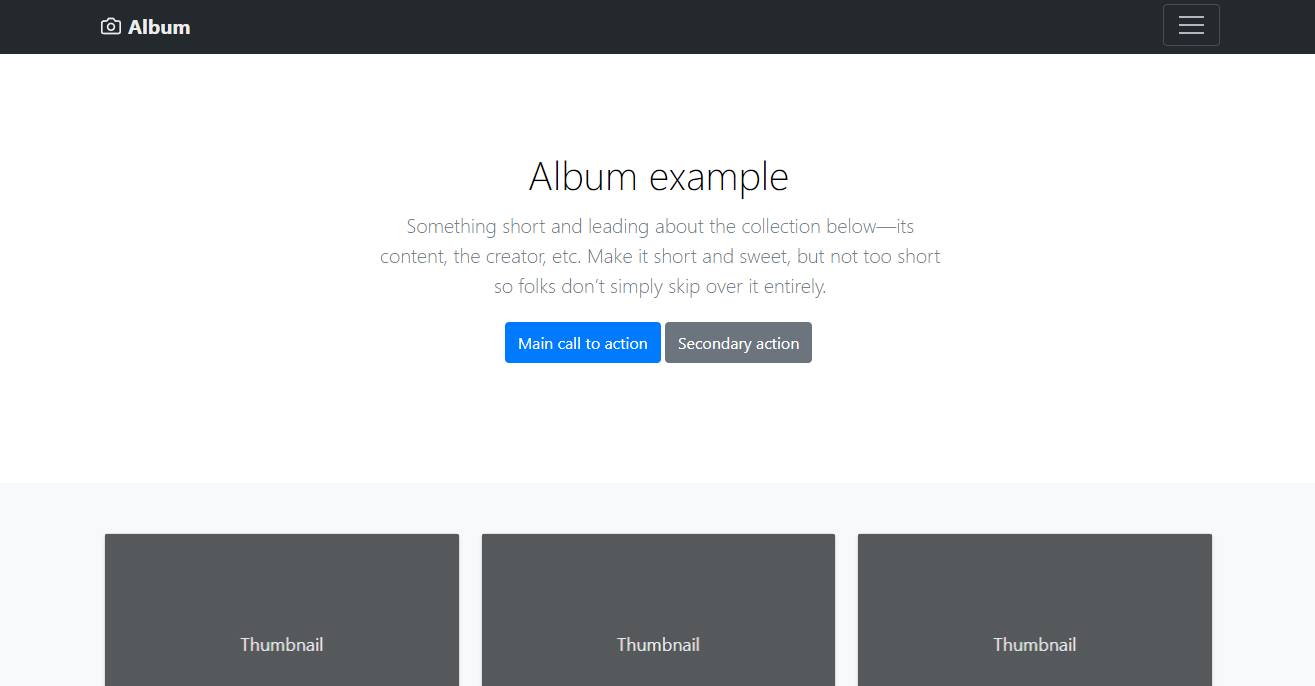 Album
Album example
Something short and leading about the collection below—its
content, the creator, etc. Make it short and sweet, but not too short
so folks don’t simply skip over it entirely.
Main call to action Secondary action
Thumbnail Thumbnail Thumbnail